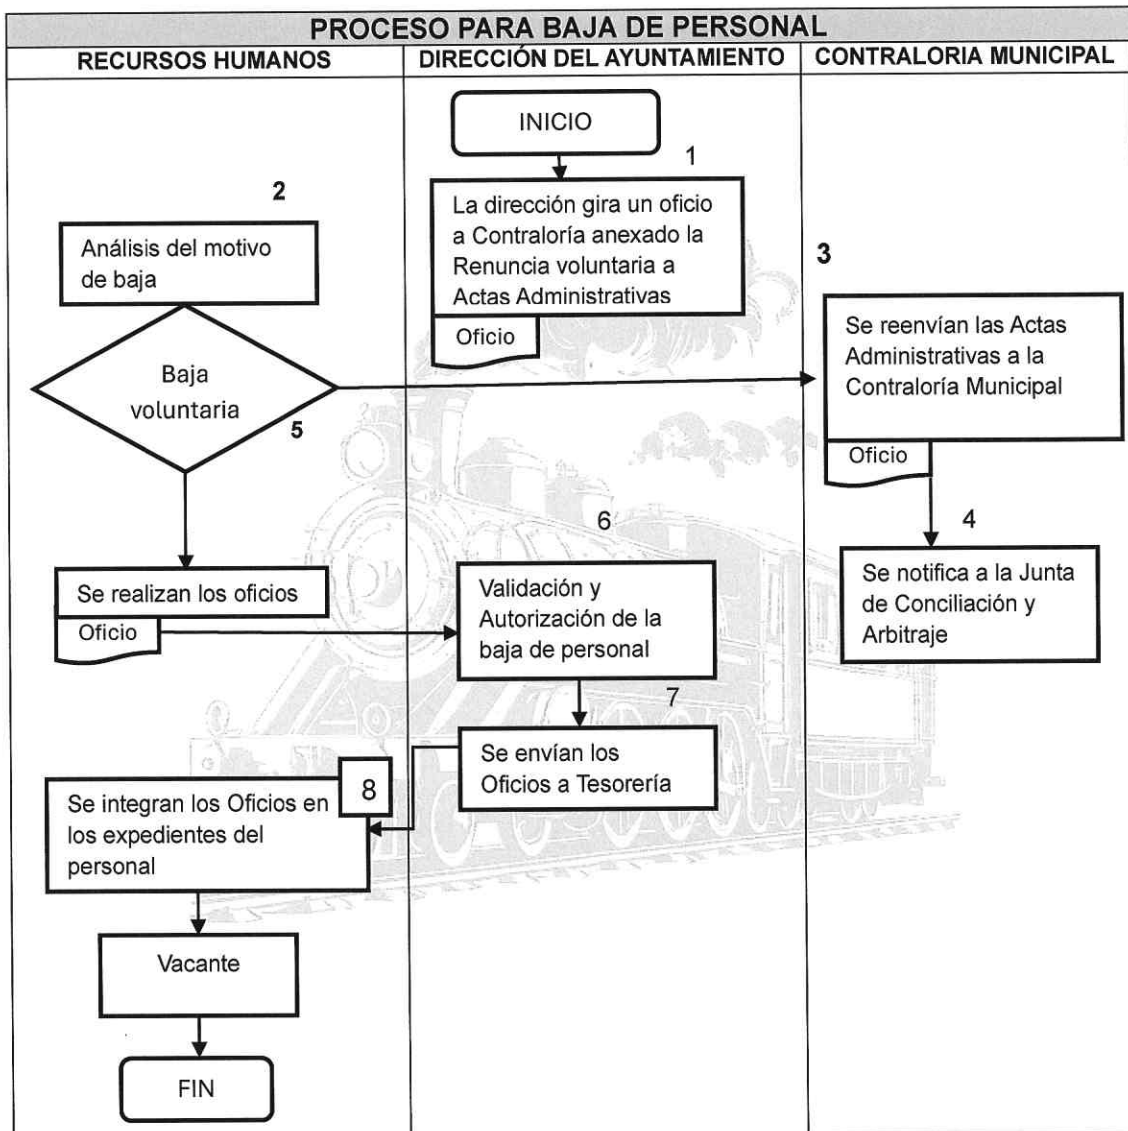 PROCESO PARA BAJA DE PERSONAL
RECURSOS HUMANOS
DIRECCIÓN DEL AYUNTAMIENTO
CONTRALORIA MUNICIPAL
INICIO
1
La dirección gira un oficio
a Contraloría anexado la
Renuncia voluntaria a
Actas Administrativas
Oficio
2
Análisis del motivo
de baja
Baja
voluntaria
5
3
Se reenvían las Actas
Administrativas a la
Contraloría Municipal
Oficio
4
Se notifica a la Junta
de Conciliación y
Arbitraje
Se realizan los oficios
Oficio
6
Validación y
Autorización de la
baja de personal
7
Se envían los
Oficios a Tesorería
8
Se integran los Oficios en
los expedientes del
personal
Vacante
FIN